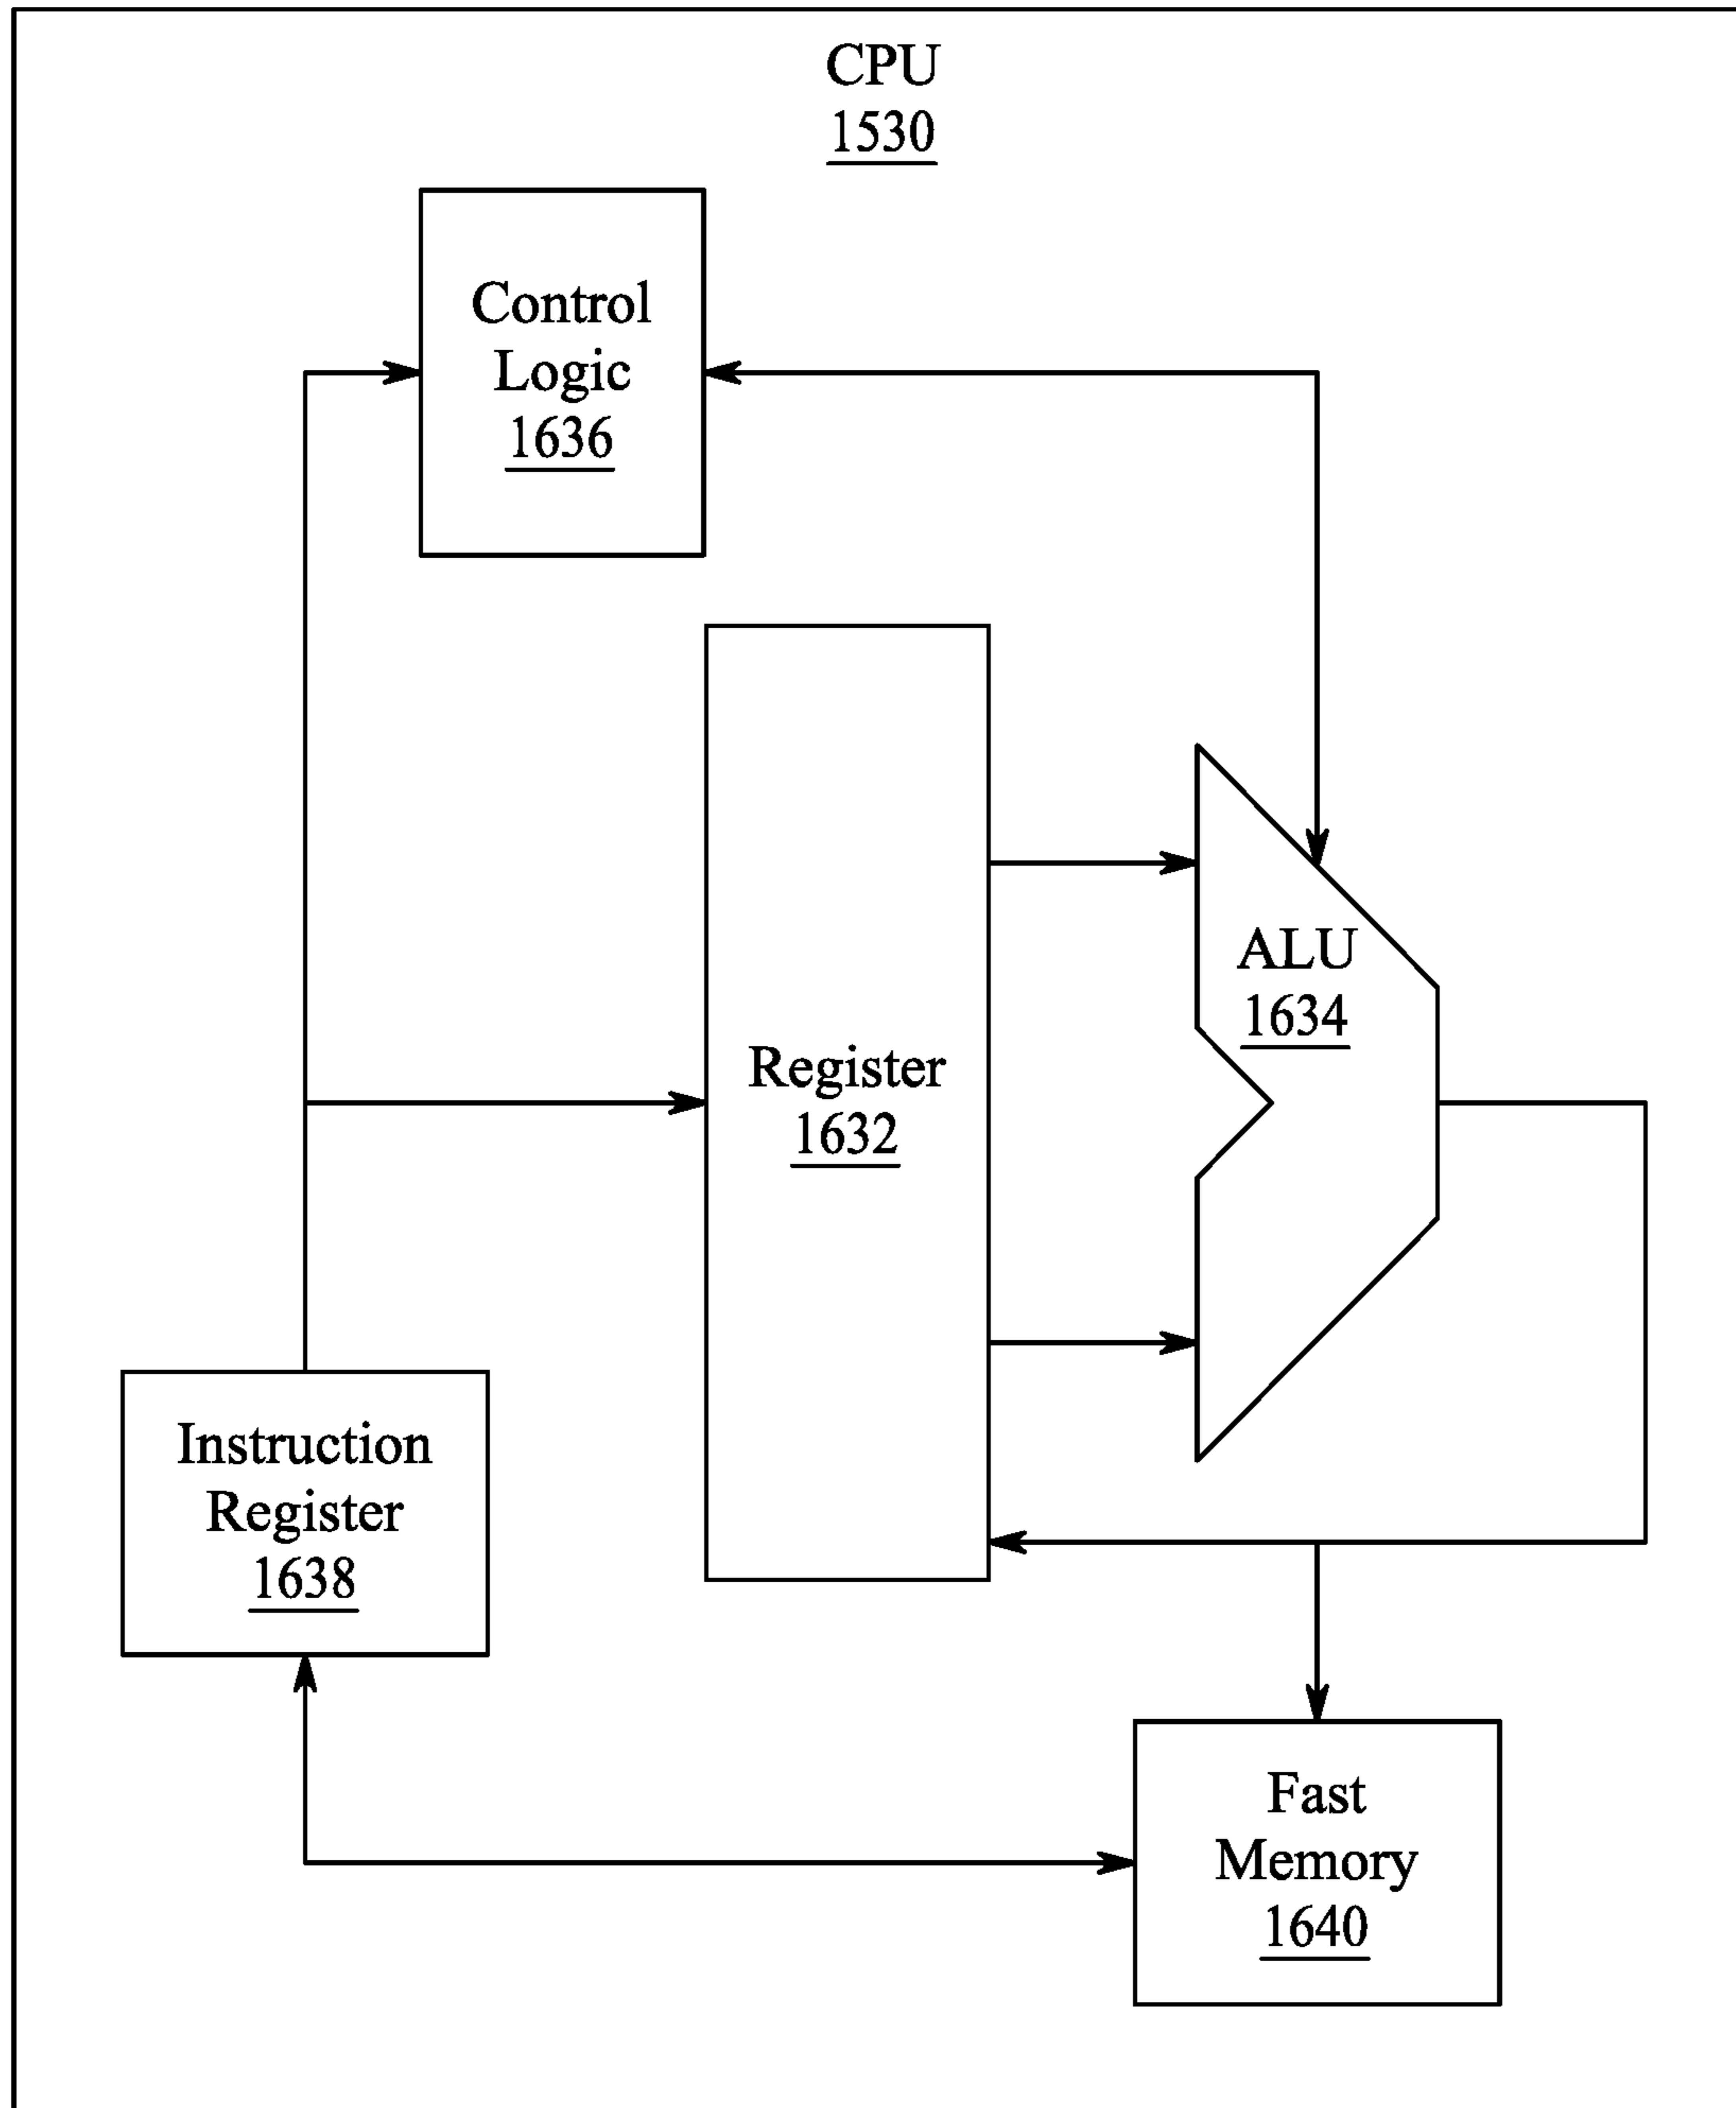 CPU
1530
Control
Logic
1636
ALU
1634
Register
1632
Instruction
Register
1638
Fast
Memory
1640